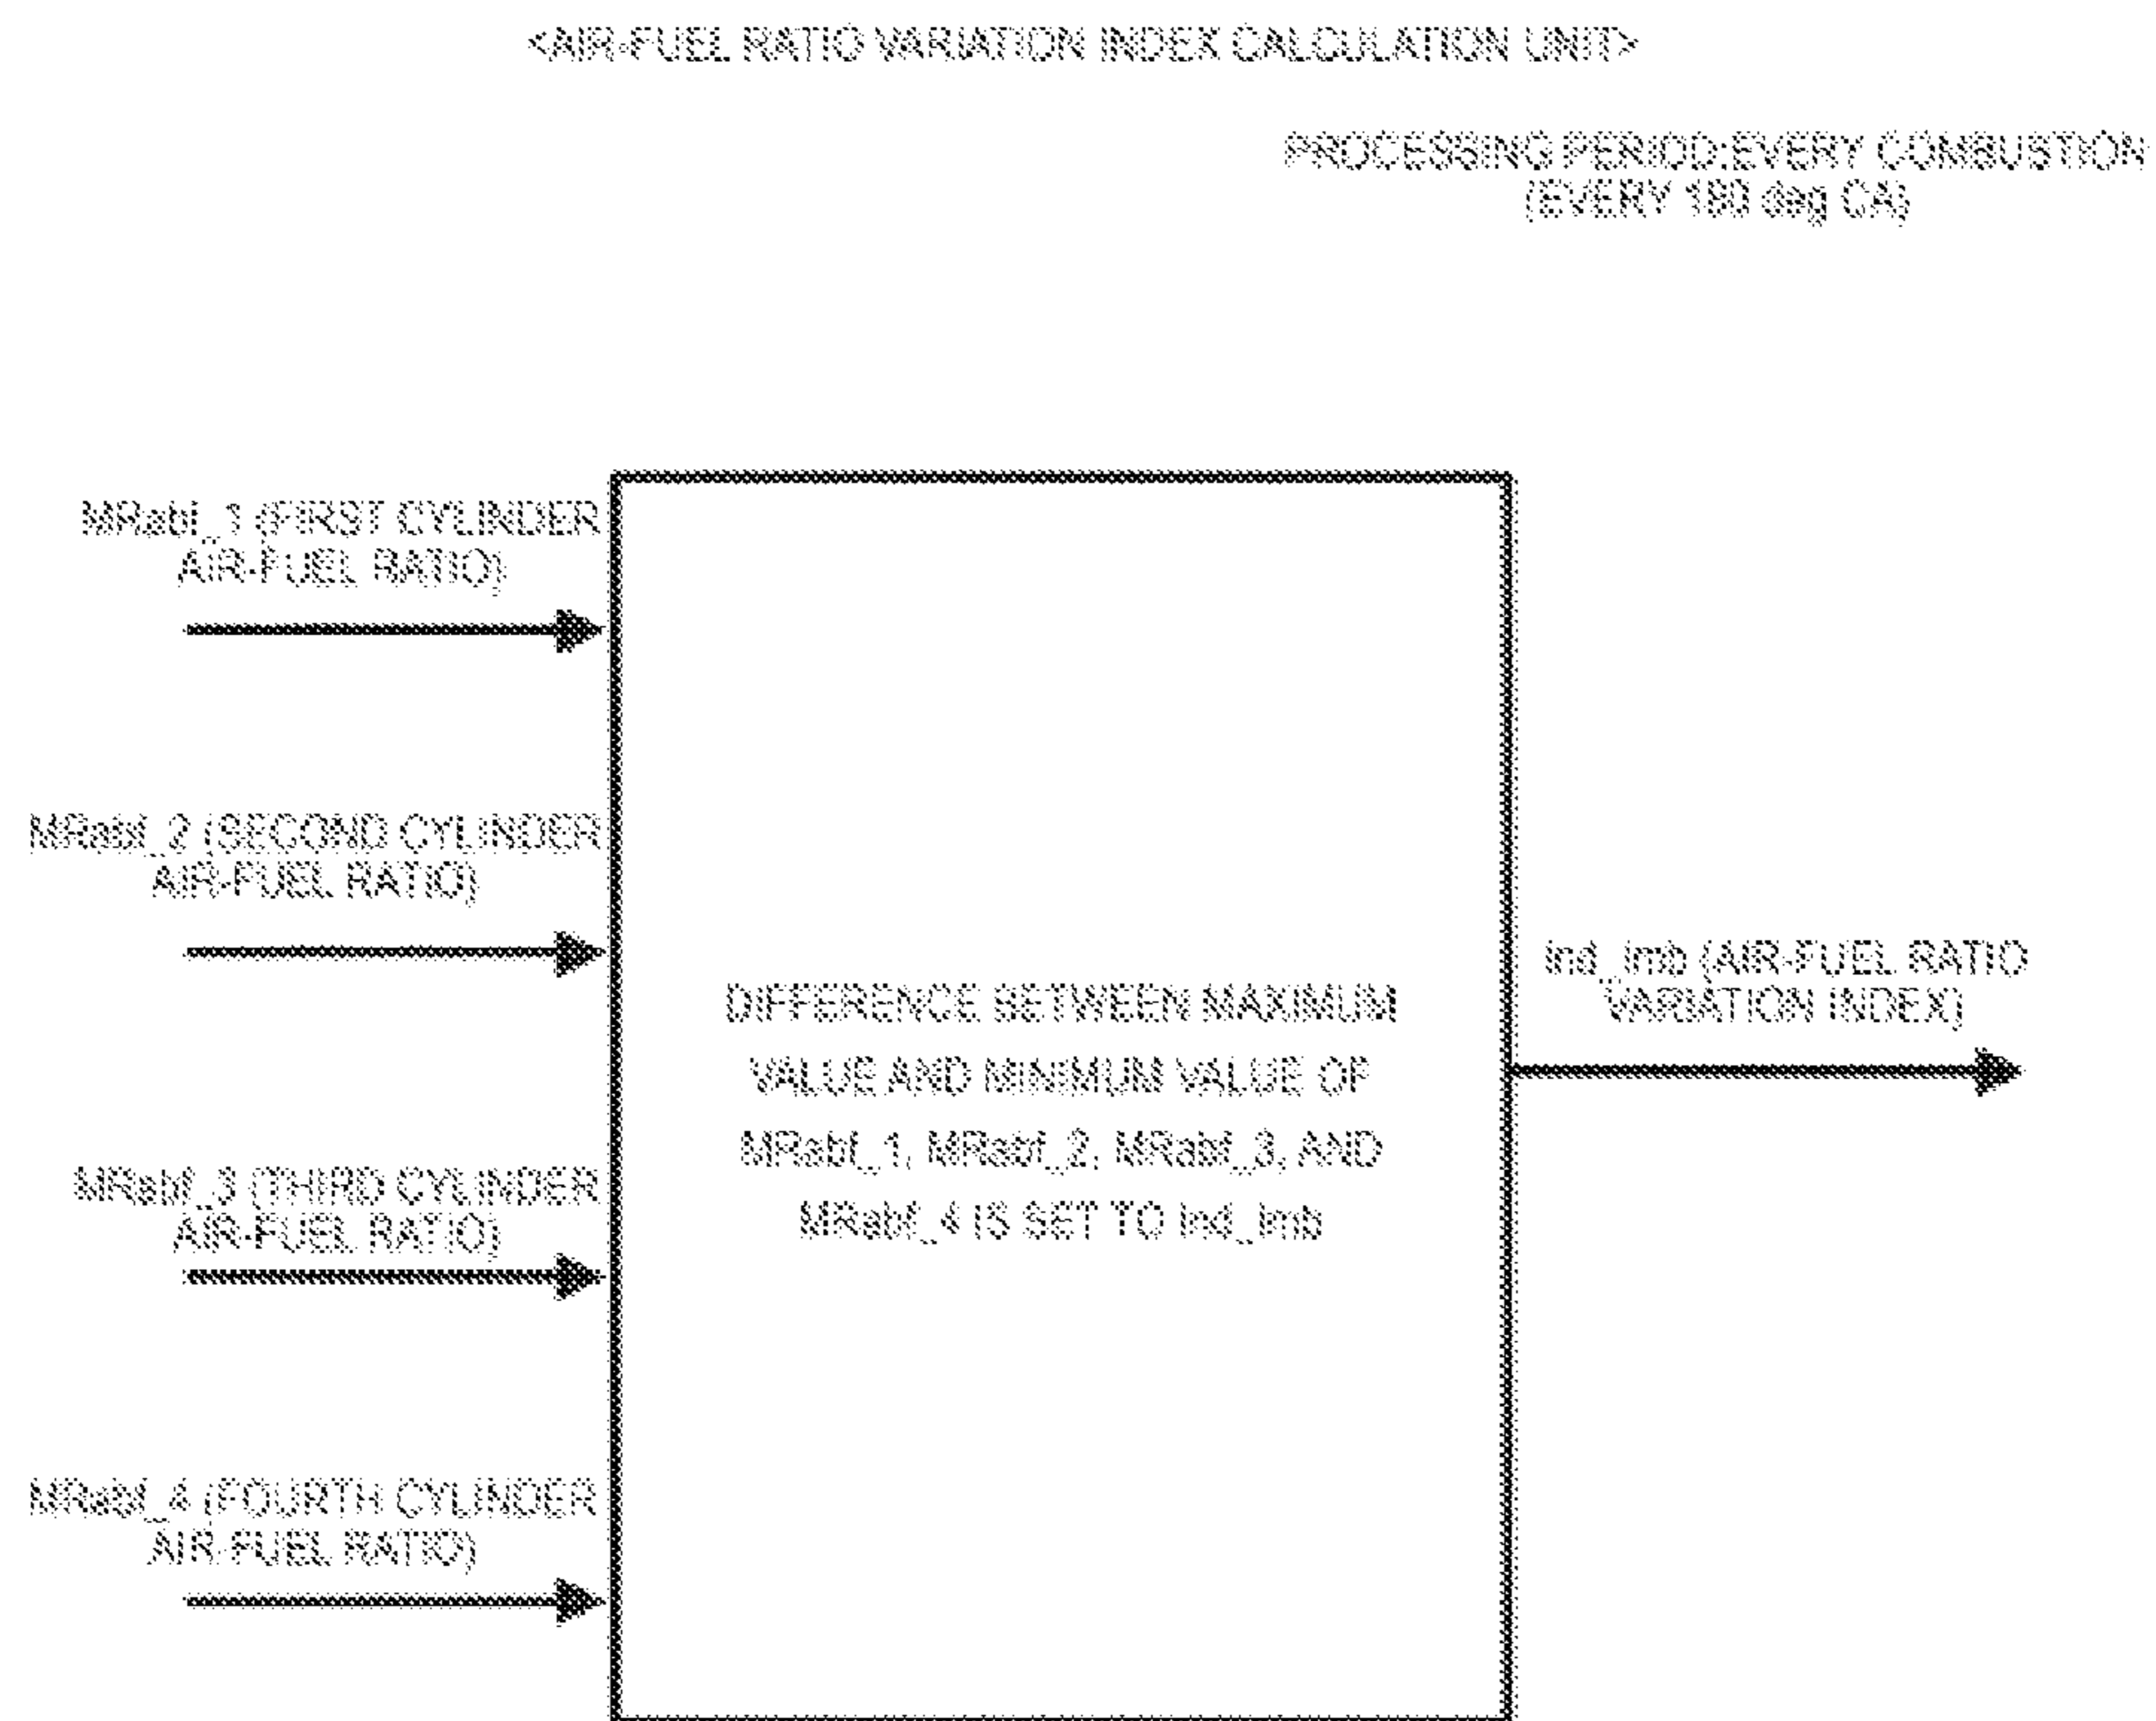 <AIR-FUEL RATIO VARIATION INDEX CALCULATION UNIT>
PROCESSING PERIOD:EVERY COMBUSTION
(EVERY 180 deg CA)
MRabf_1 (FIRST CYLINDER
AIR-FUEL RATIO)
MRabf_2 (SECOND CYLINDER
AIR-FUEL RATIO)
MRabf_3 (THIRD CYLINDER
AIR-FUEL RATIO)
MRabf_4 (FOURTH CYLINDER
AIR-FUEL RATIO)
DIFFERENCE BETWEEN MAXIMUM
VALUE AND MINIMUM VALUE OF
MRabf_1, MRabf_2, MRabf_3, AND
MRabf_4 IS SET TO Ind_Imb
Ind_Imb (AIR-FUEL RATIO
VARIATION INDEX)